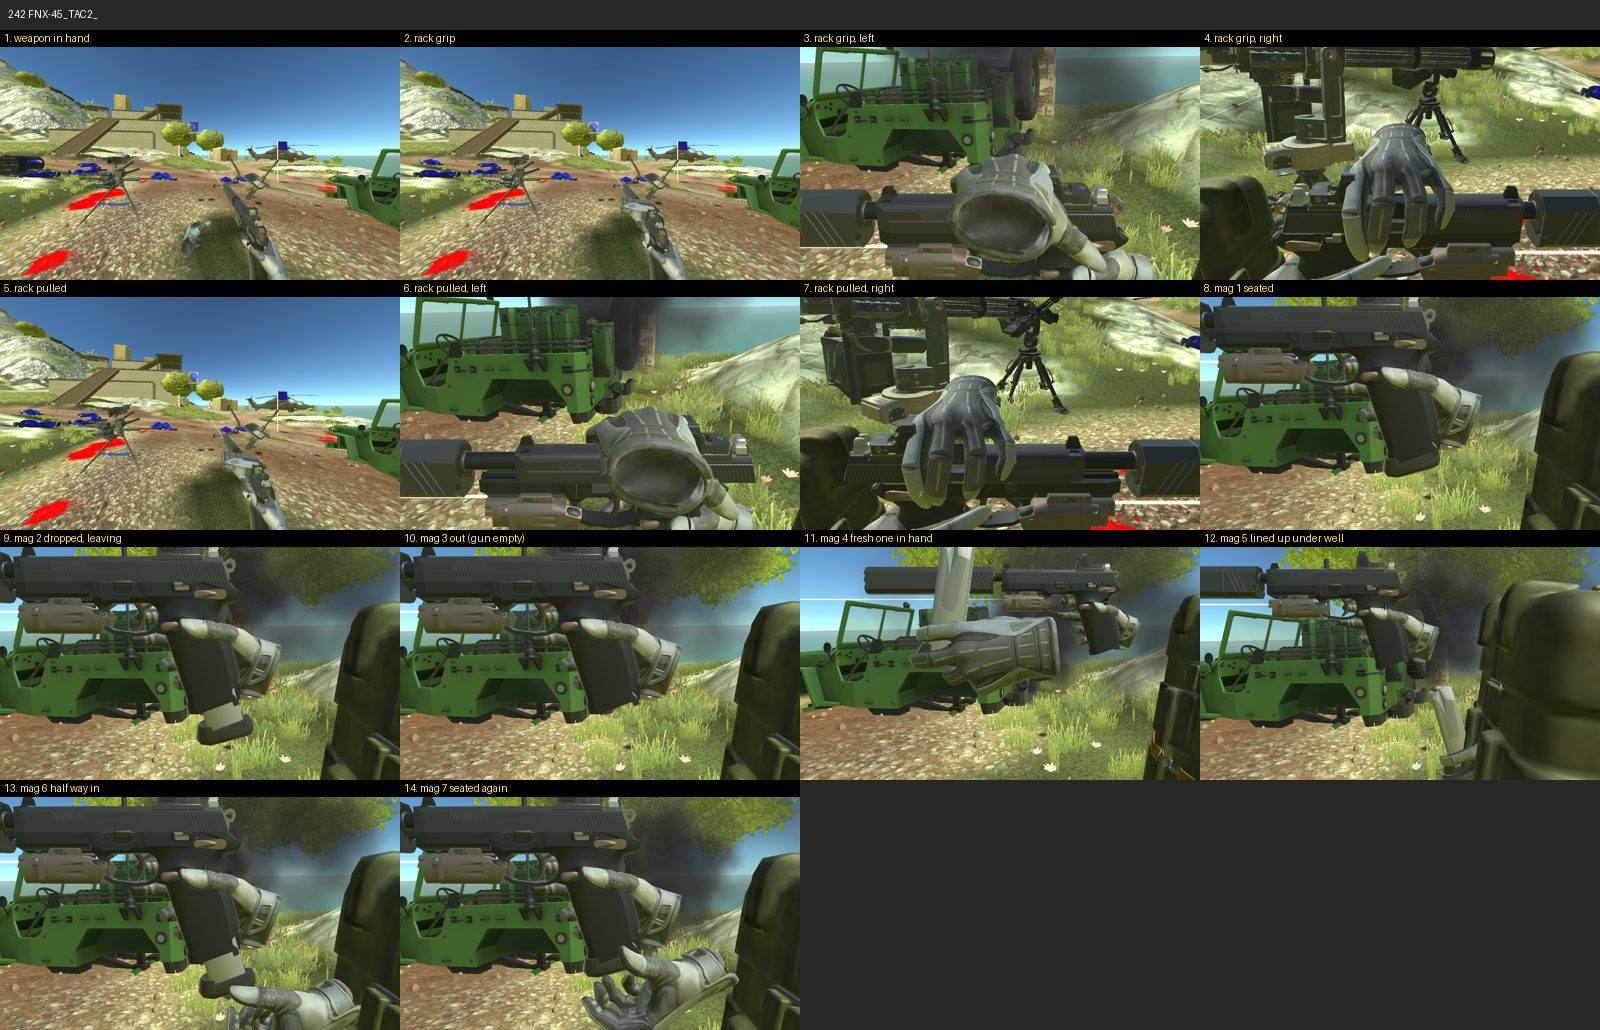 242 FNX-45_TAC2_
1. weapon in hand
2. rack grip
3. rack grip, left
4. rack grip, right
5. rack pulled
6. rack pulled, left
7. rack pulled, right
8. mag 1 seated
9. mag 2 dropped, leaving
10. mag 3 out (gun empty)
11. mag 4 fresh one in hand
12. mag 5 lined up under well
13. mag 6 half way in
14. mag 7 seated again